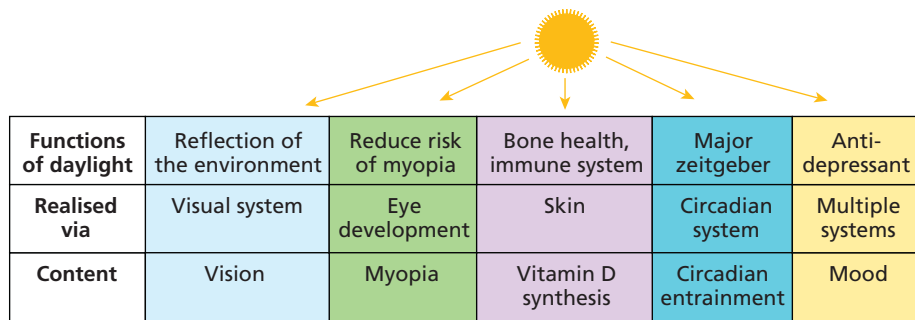 Functions of daylight
Reflection of the environment
Reduce risk of myopia
Bone health, immune system
Major zeitgeber
Anti-depressant
Realised via
Visual system
Eye development
Skin
Circadian system
Multiple systems
Content
Vision
Myopia
Vitamin D synthesis
Circadian entrainment
Mood